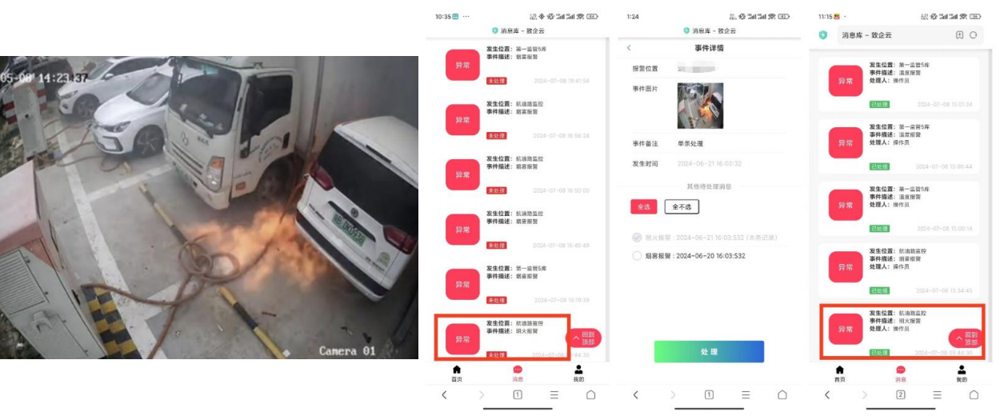 05-08 14:23:37
Camera 01
10:35
消息库 - 致企云
异常
发生位置：第一监管5库
事件描述：烟雾报警
未处理
2024-07-08 19:41:54
异常
发生位置：航油路监控
事件描述：烟雾报警
未处理
2024-07-08 16:56:24
异常
发生位置：航油路监控
事件描述：烟雾报警
未处理
2024-07-08 16:50:00
异常
发生位置：航油路监控
事件描述：烟雾报警
未处理
2024-07-08 15:40:49
异常
发生位置：第一监管5库
事件描述：烟雾报警
未处理
异常
发生位置：航油路监控
事件描述：明火报警
未处理
回到
顶部
首页
消息
我的
1
1:24
消息库 - 致企云
事件详情
报警位置
事件图片
事件备注 单条处理
发生时间 2024-06-21 16:03:32
其他待处理消息
全选 全不选
明火报警 : 2024-06-21 16:03:S32 (本条记录)
烟雾报警 : 2024-06-20 16:03:S32
处理
1
11:15
消息库 - 致企云
异常
发生位置：第一监管5库
事件描述：温度报警
处理人：操作员
已处理
2024-07-08 15:01:24
异常
发生位置：第一监管5库
事件描述：温度报警
处理人：操作员
已处理
2024-07-08 15:00:44
异常
发生位置：第一监管5库
事件描述：温度报警
处理人：操作员
已处理
2024-07-08 15:00:14
异常
发生位置：航油路监控
事件描述：烟雾报警
处理人：操作员
已处理
2024-07-08 13:34:45
异常
发生位置：航油路监控
事件描述：明火报警
处理人：操作员
已处理
2024-07-08 09:44:30
回到
顶部
首页
消息
我的
2